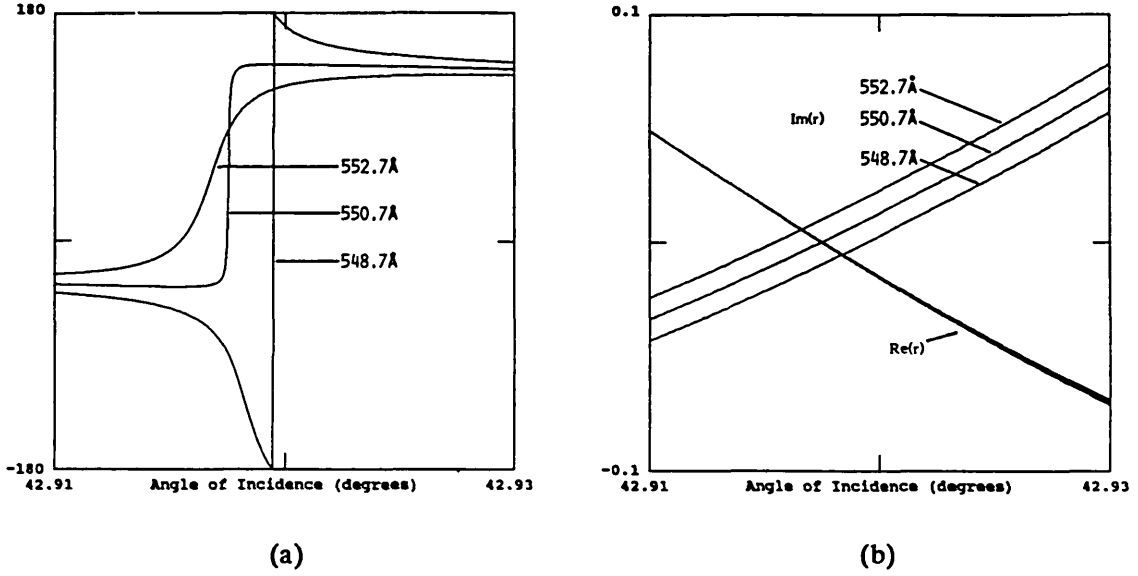 180
552.7Å
550.7Å
548.7Å
-180
42.91 Angle of Incidence (degrees) 42.93
(a)
0.1
552.7Å
Im(r) 550.7Å
548.7Å
Re(r)
-0.1
42.91 Angle of Incidence (degrees) 42.93
(b)